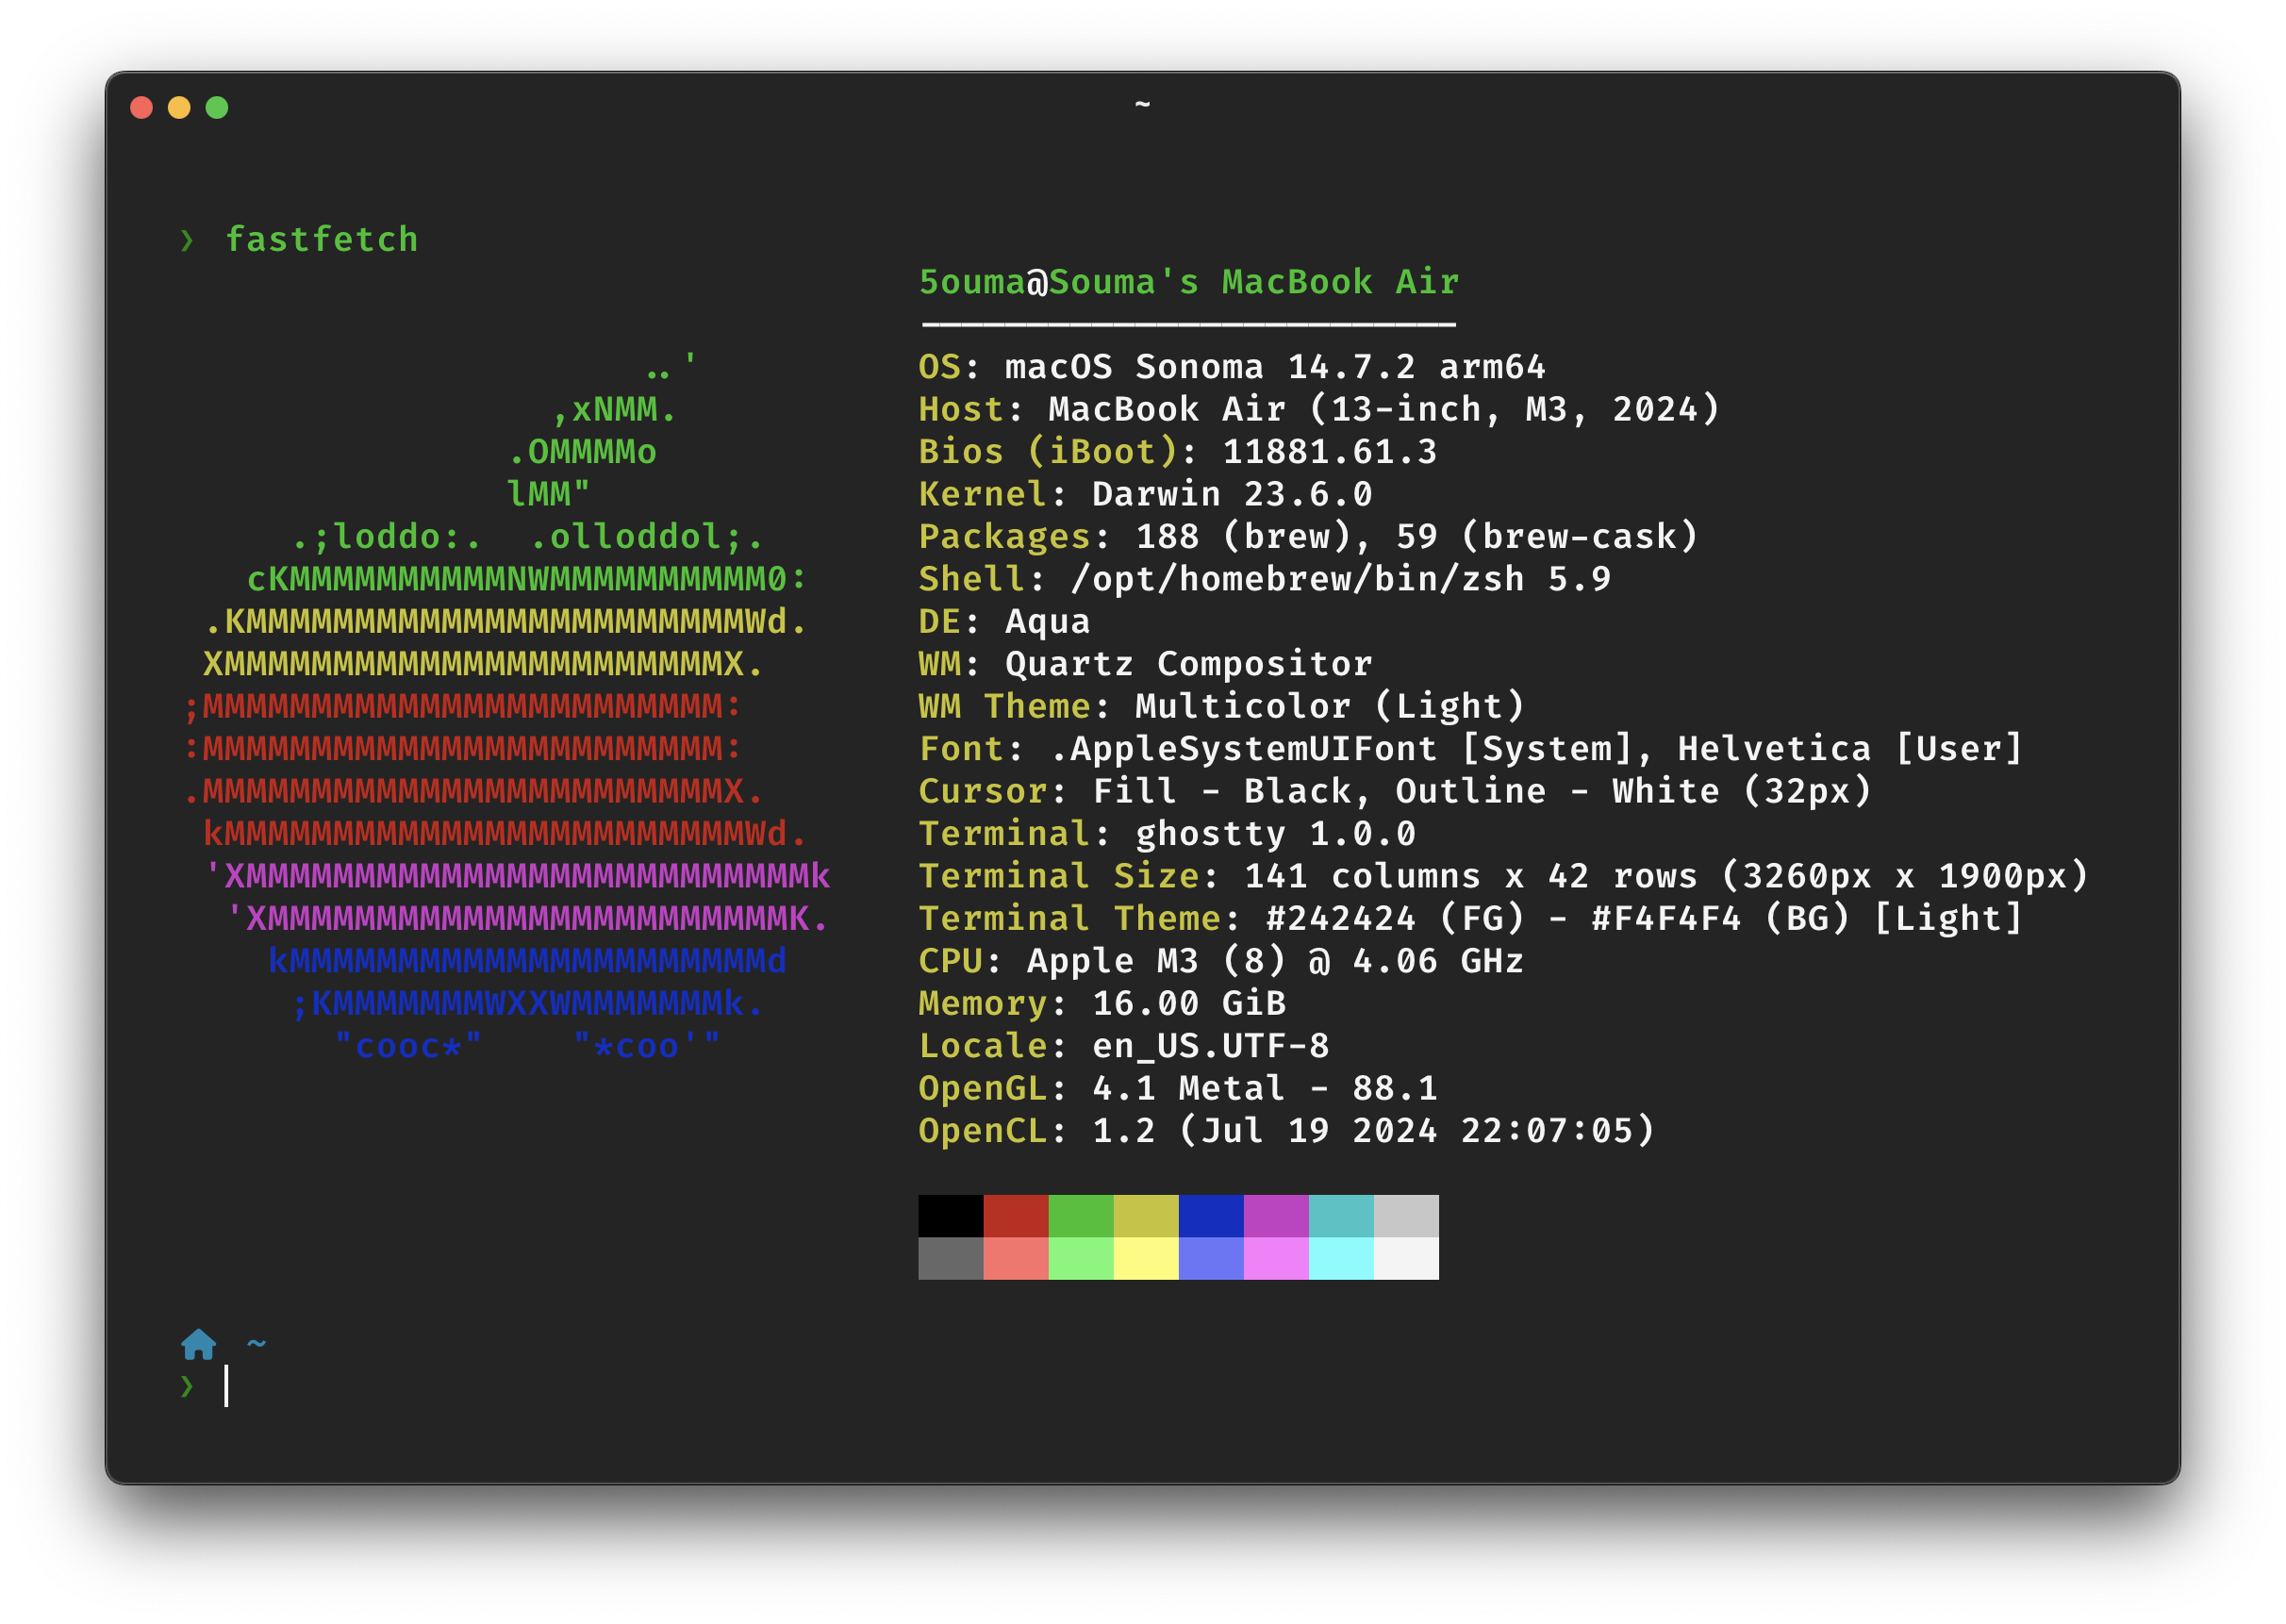 ~
❯ fastfetch
5ouma@Souma's MacBook Air
-------------------------
..'
,xNMM.
.OMMMMo
lMM"
.;loddo:.  .olloddol;.
cKMMMMMMMMMMNWMMMMMMMMMM0:
.KMMMMMMMMMMMMMMMMMMMMMMMWd.
XMMMMMMMMMMMMMMMMMMMMMMMX.
;MMMMMMMMMMMMMMMMMMMMMMMM:
:MMMMMMMMMMMMMMMMMMMMMMMM:
.MMMMMMMMMMMMMMMMMMMMMMMMX.
kMMMMMMMMMMMMMMMMMMMMMMMMWd.
'XMMMMMMMMMMMMMMMMMMMMMMMMMMk
'XMMMMMMMMMMMMMMMMMMMMMMMMK.
kMMMMMMMMMMMMMMMMMMMMMMd
;KMMMMMMMWXXWMMMMMMMk.
"cooc*"    "*coo'"
OS: macOS Sonoma 14.7.2 arm64
Host: MacBook Air (13-inch, M3, 2024)
Bios (iBoot): 11881.61.3
Kernel: Darwin 23.6.0
Packages: 188 (brew), 59 (brew-cask)
Shell: /opt/homebrew/bin/zsh 5.9
DE: Aqua
WM: Quartz Compositor
WM Theme: Multicolor (Light)
Font: .AppleSystemUIFont [System], Helvetica [User]
Cursor: Fill - Black, Outline - White (32px)
Terminal: ghostty 1.0.0
Terminal Size: 141 columns x 42 rows (3260px x 1900px)
Terminal Theme: #242424 (FG) - #F4F4F4 (BG) [Light]
CPU: Apple M3 (8) @ 4.06 GHz
Memory: 16.00 GiB
Locale: en_US.UTF-8
OpenGL: 4.1 Metal - 88.1
OpenCL: 1.2 (Jul 19 2024 22:07:05)
~
❯